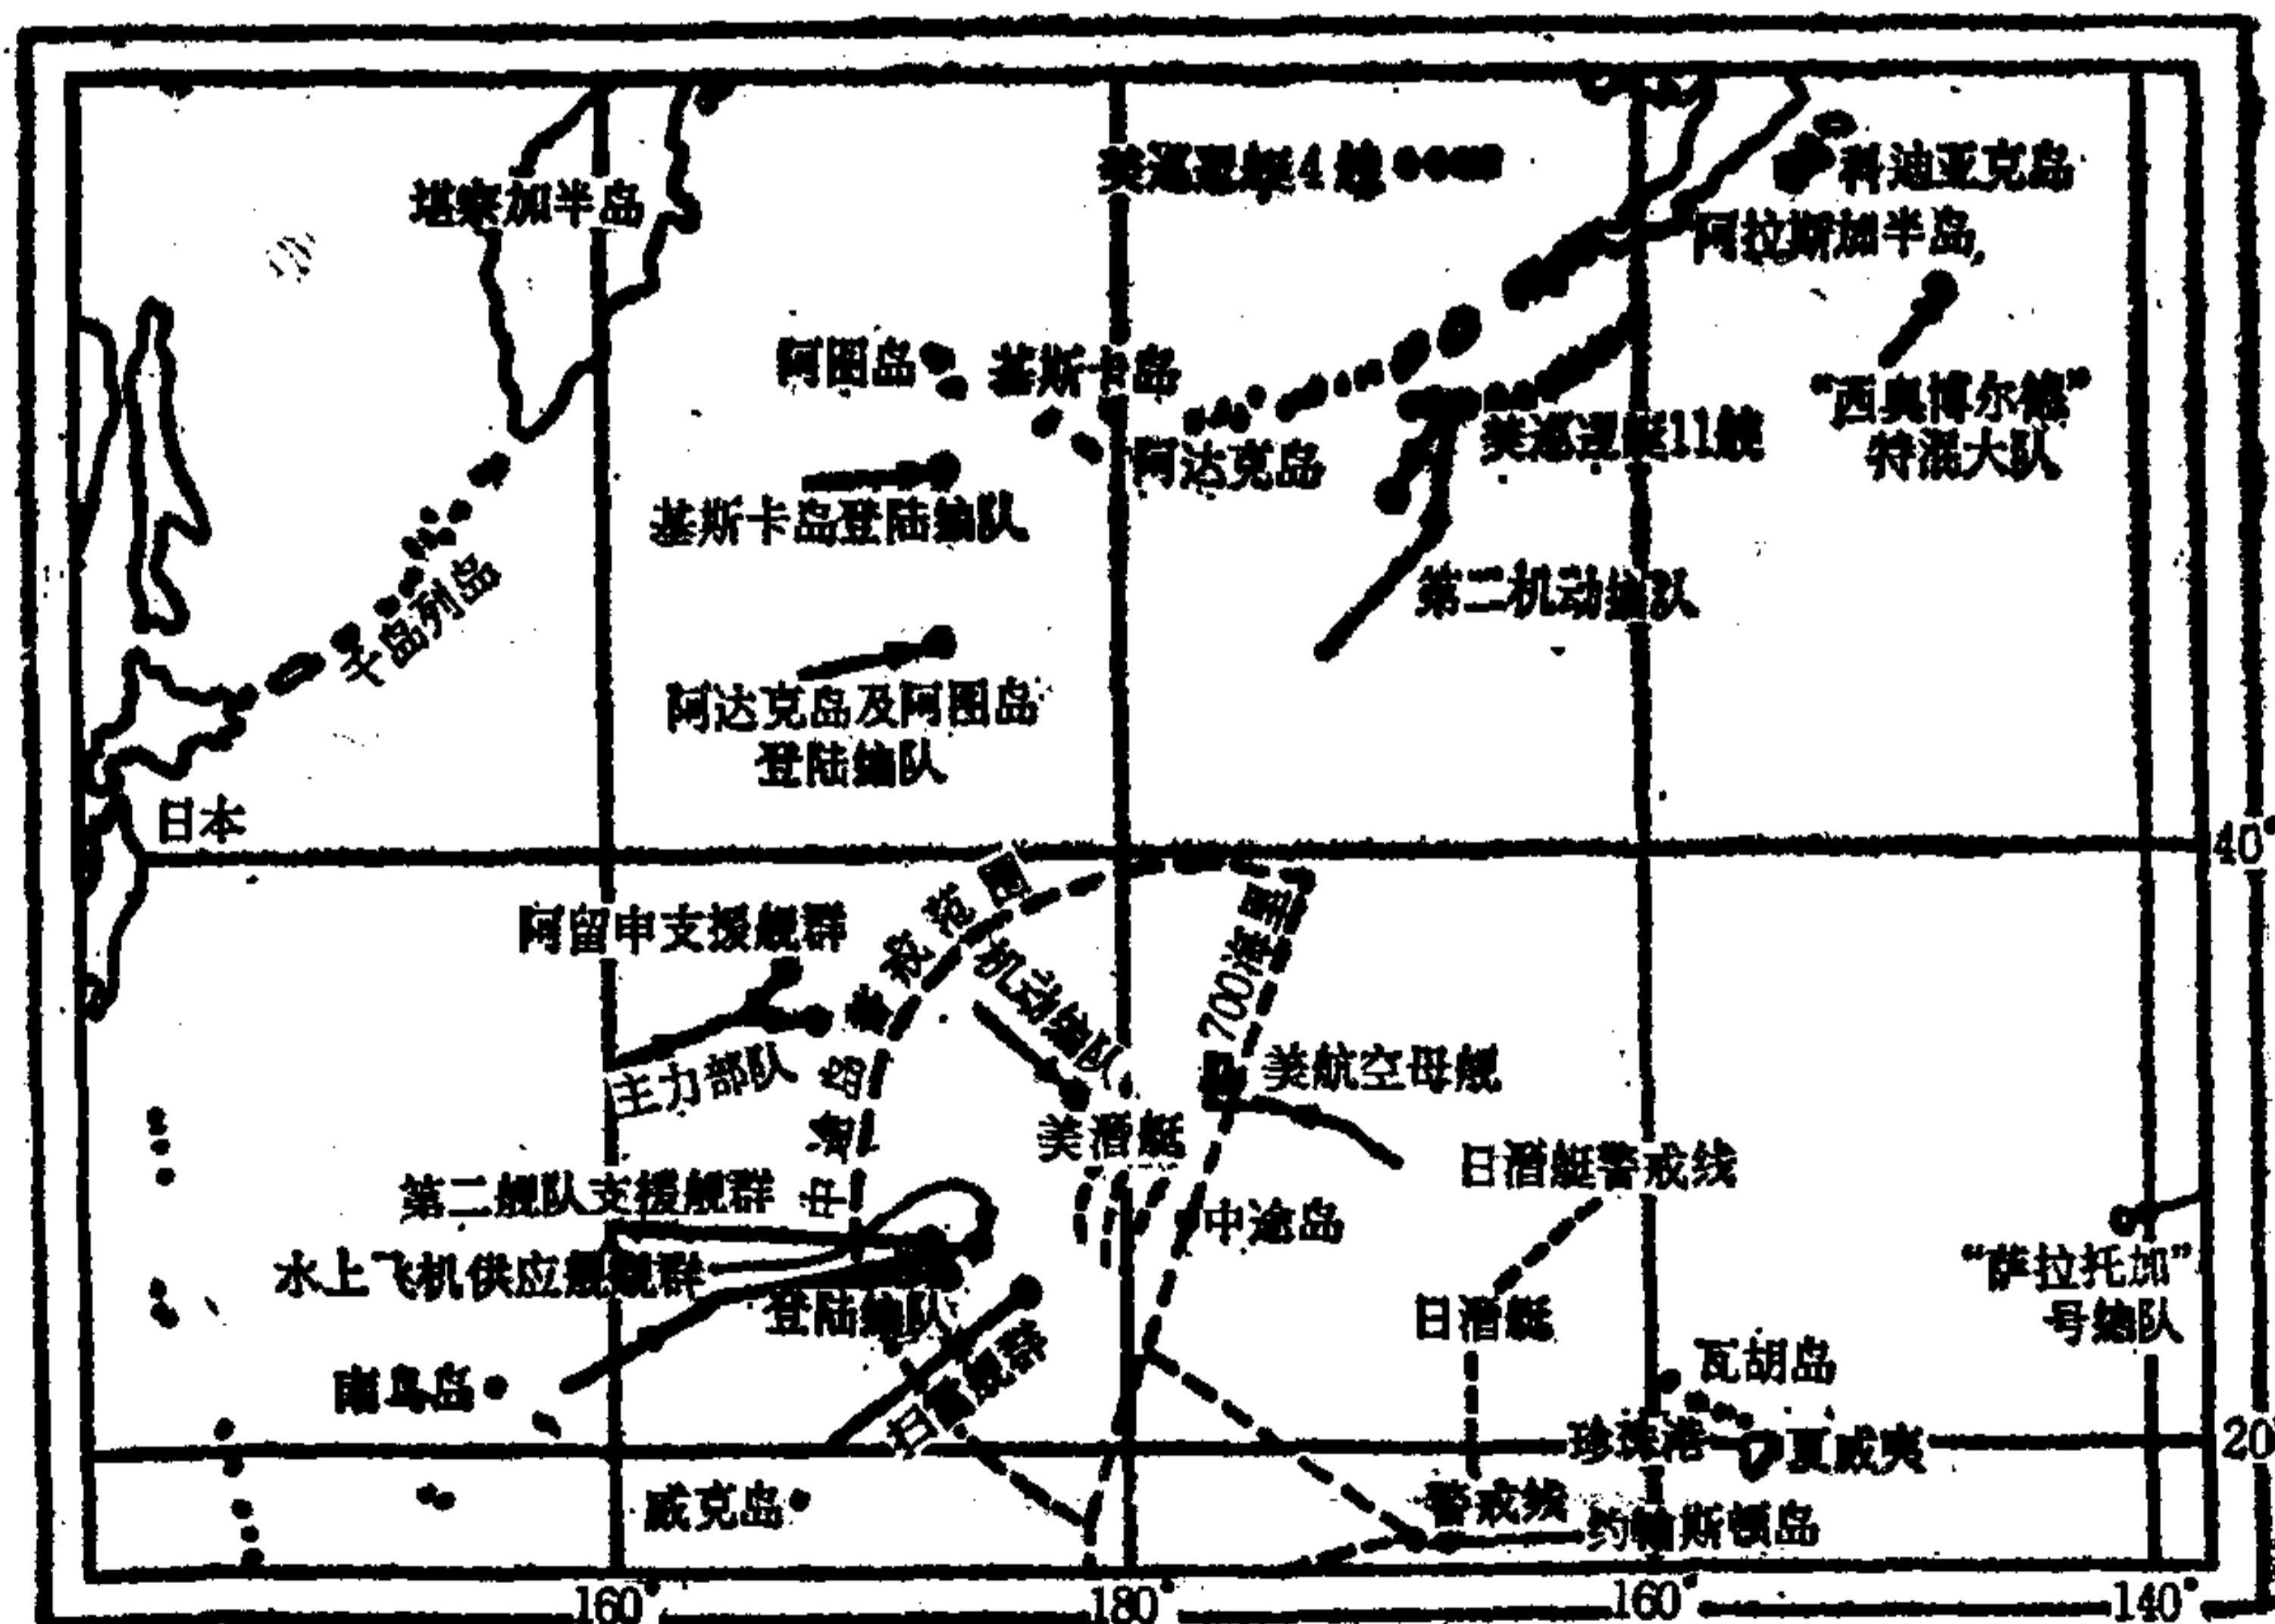 美巡逻艇4艘
科迪亚克岛
堪察加半岛
阿拉斯加半岛
阿图岛
基斯卡岛
“西奥博尔德”
特混大队
美巡逻艇11艘
阿达克岛
基斯卡岛登陆编队
第二机动编队
千岛列岛
阿达克岛及阿图岛
登陆编队
日本
40°
阿留申支援舰群
机动编队
700海里
主力部队
美航空母舰
美潜艇
日潜艇警戒线
第二舰队支援舰群
中途岛
水上飞机供应舰舰群
登陆编队
“萨拉托加”
号编队
日潜艇
瓦胡岛
南鸟岛
珍珠港
夏威夷
20°
威克岛
警戒线
约翰斯顿岛
160°
180°
160°
140°